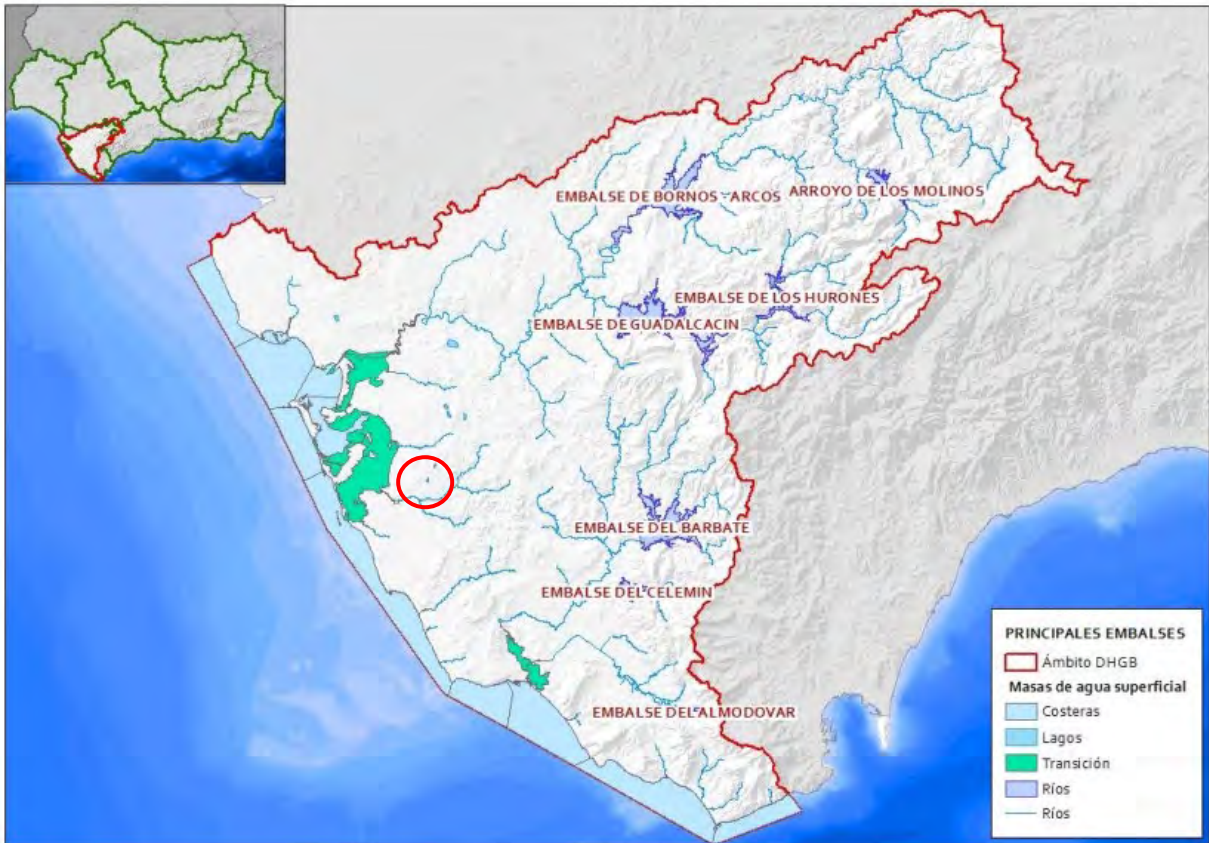 EMBALSE DE BORNOS - ARCOS
ARROYO DE LOS MOLINOS
EMBALSE DE LOS HURONES
EMBALSE DE GUADALCACIN
EMBALSE DEL BARBATE
EMBALSE DEL CELEMIN
EMBALSE DEL ALMODOVAR
PRINCIPALES EMBALSES
Ámbito DHGB
Masas de agua superficial
Costeras
Lagos
Transición
Ríos
Ríos